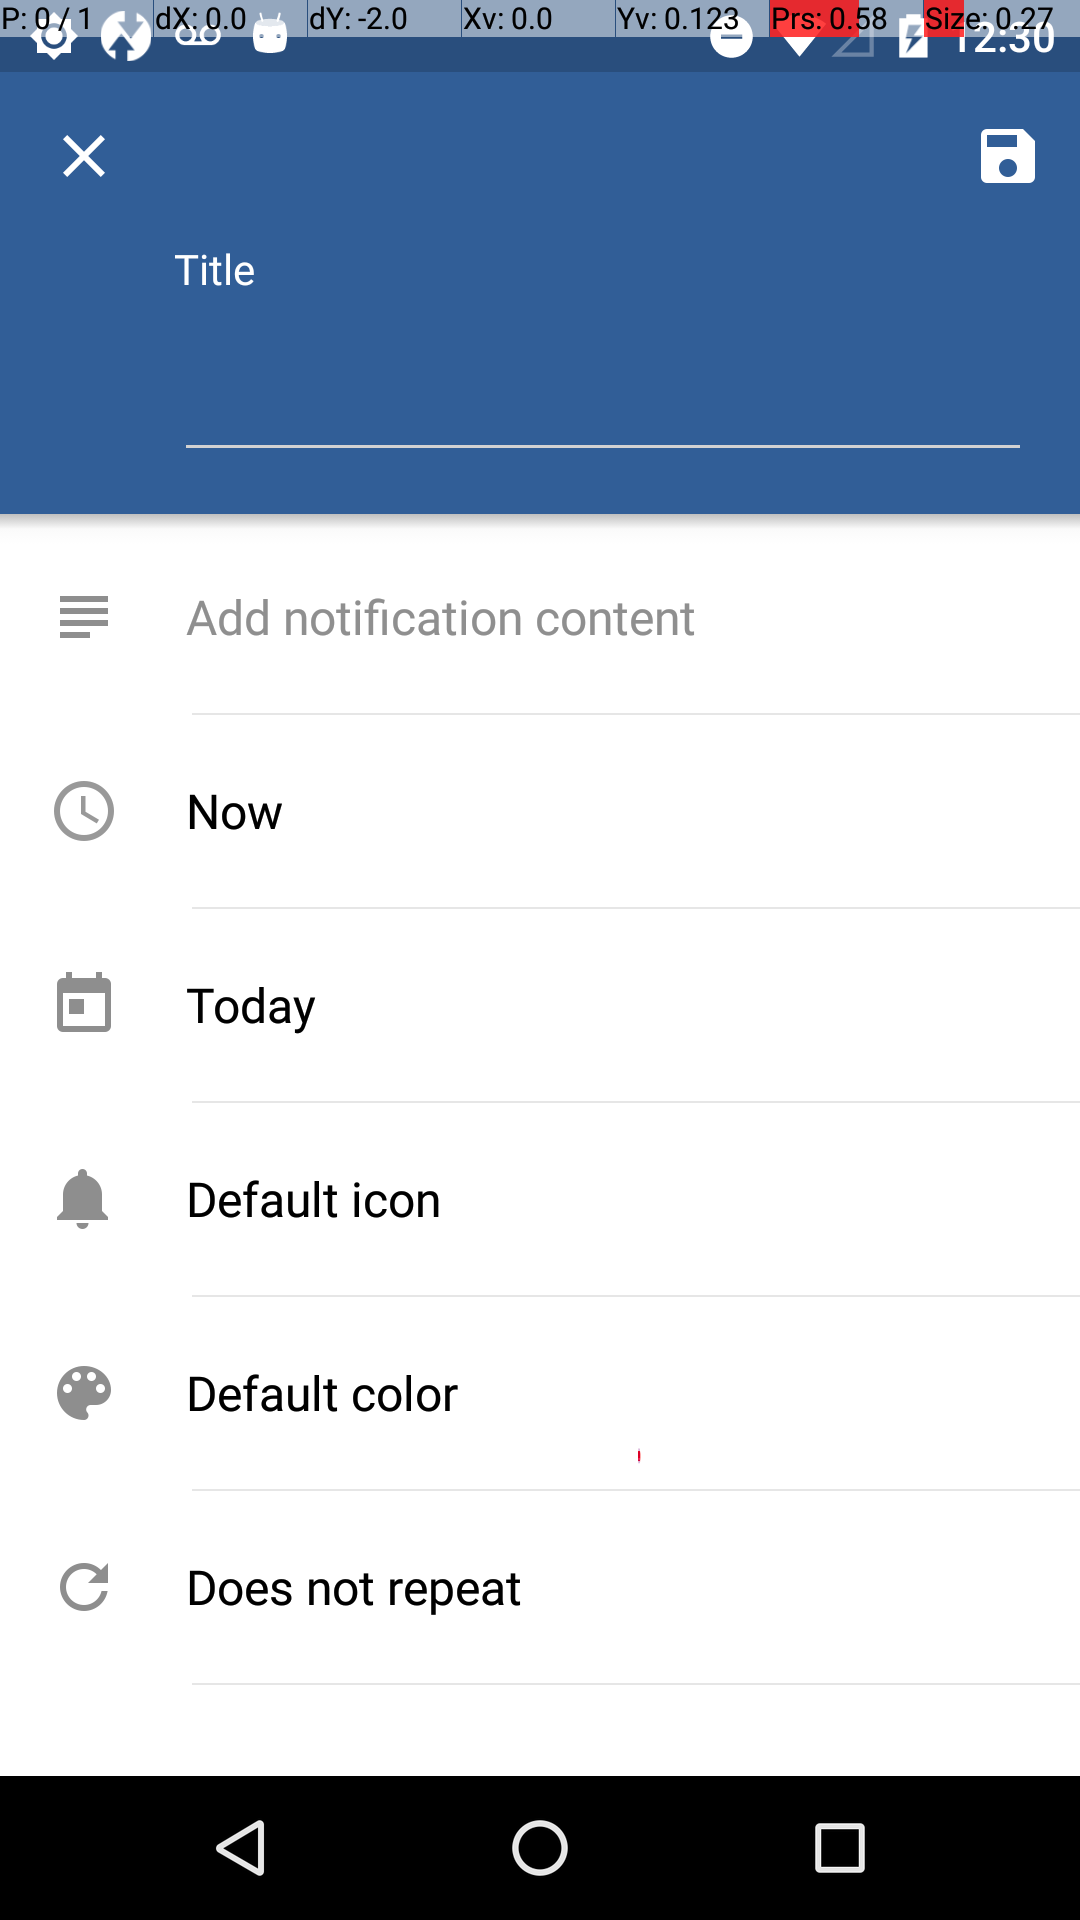 P: 0 / 1 dX: 0.0 dY: -2.0 Xv: 0.0 Yv: 0.123 Prs: 0.58 Size: 0.27
12:30
Title
Add notification content
Now
Today
Default icon
Default color
Does not repeat